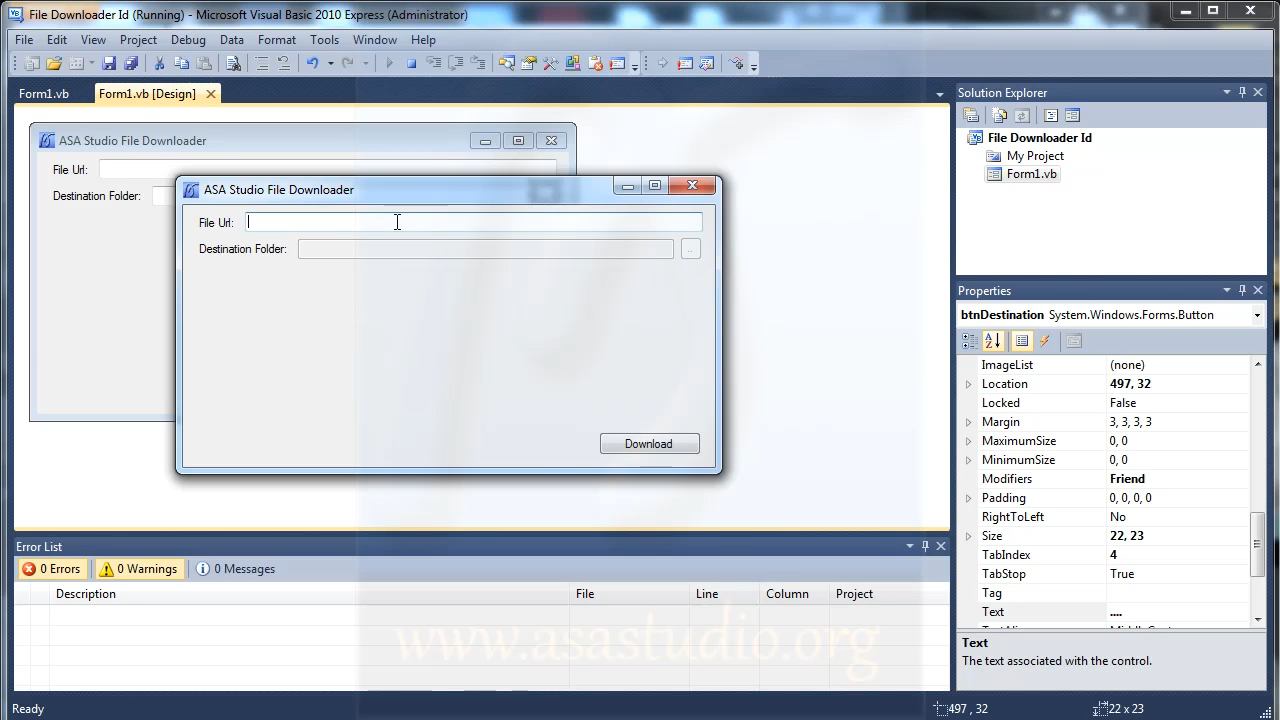 File Downloader Id (Running) - Microsoft Visual Basic 2010 Express (Administrator)
File Edit View Project Debug Data Format Tools Window Help
Form1.vb Form1.vb [Design]
ASA Studio File Downloader
File Url:
Destination Folder:
ASA Studio File Downloader
File Url:
Destination Folder: ..
Download
Solution Explorer
File Downloader Id
My Project
Form1.vb
Properties
btnDestination System.Windows.Forms.Button
ImageList (none)
Location 497, 32
Locked False
Margin 3, 3, 3, 3
MaximumSize 0, 0
MinimumSize 0, 0
Modifiers Friend
Padding 0, 0, 0, 0
RightToLeft No
Size 22, 23
TabIndex 4
TabStop True
Tag
Text ....
Text
The text associated with the control.
Error List
0 Errors 0 Warnings 0 Messages
Description File Line Column Project
www.asastudio.org
Ready 497 , 32 22 x 23